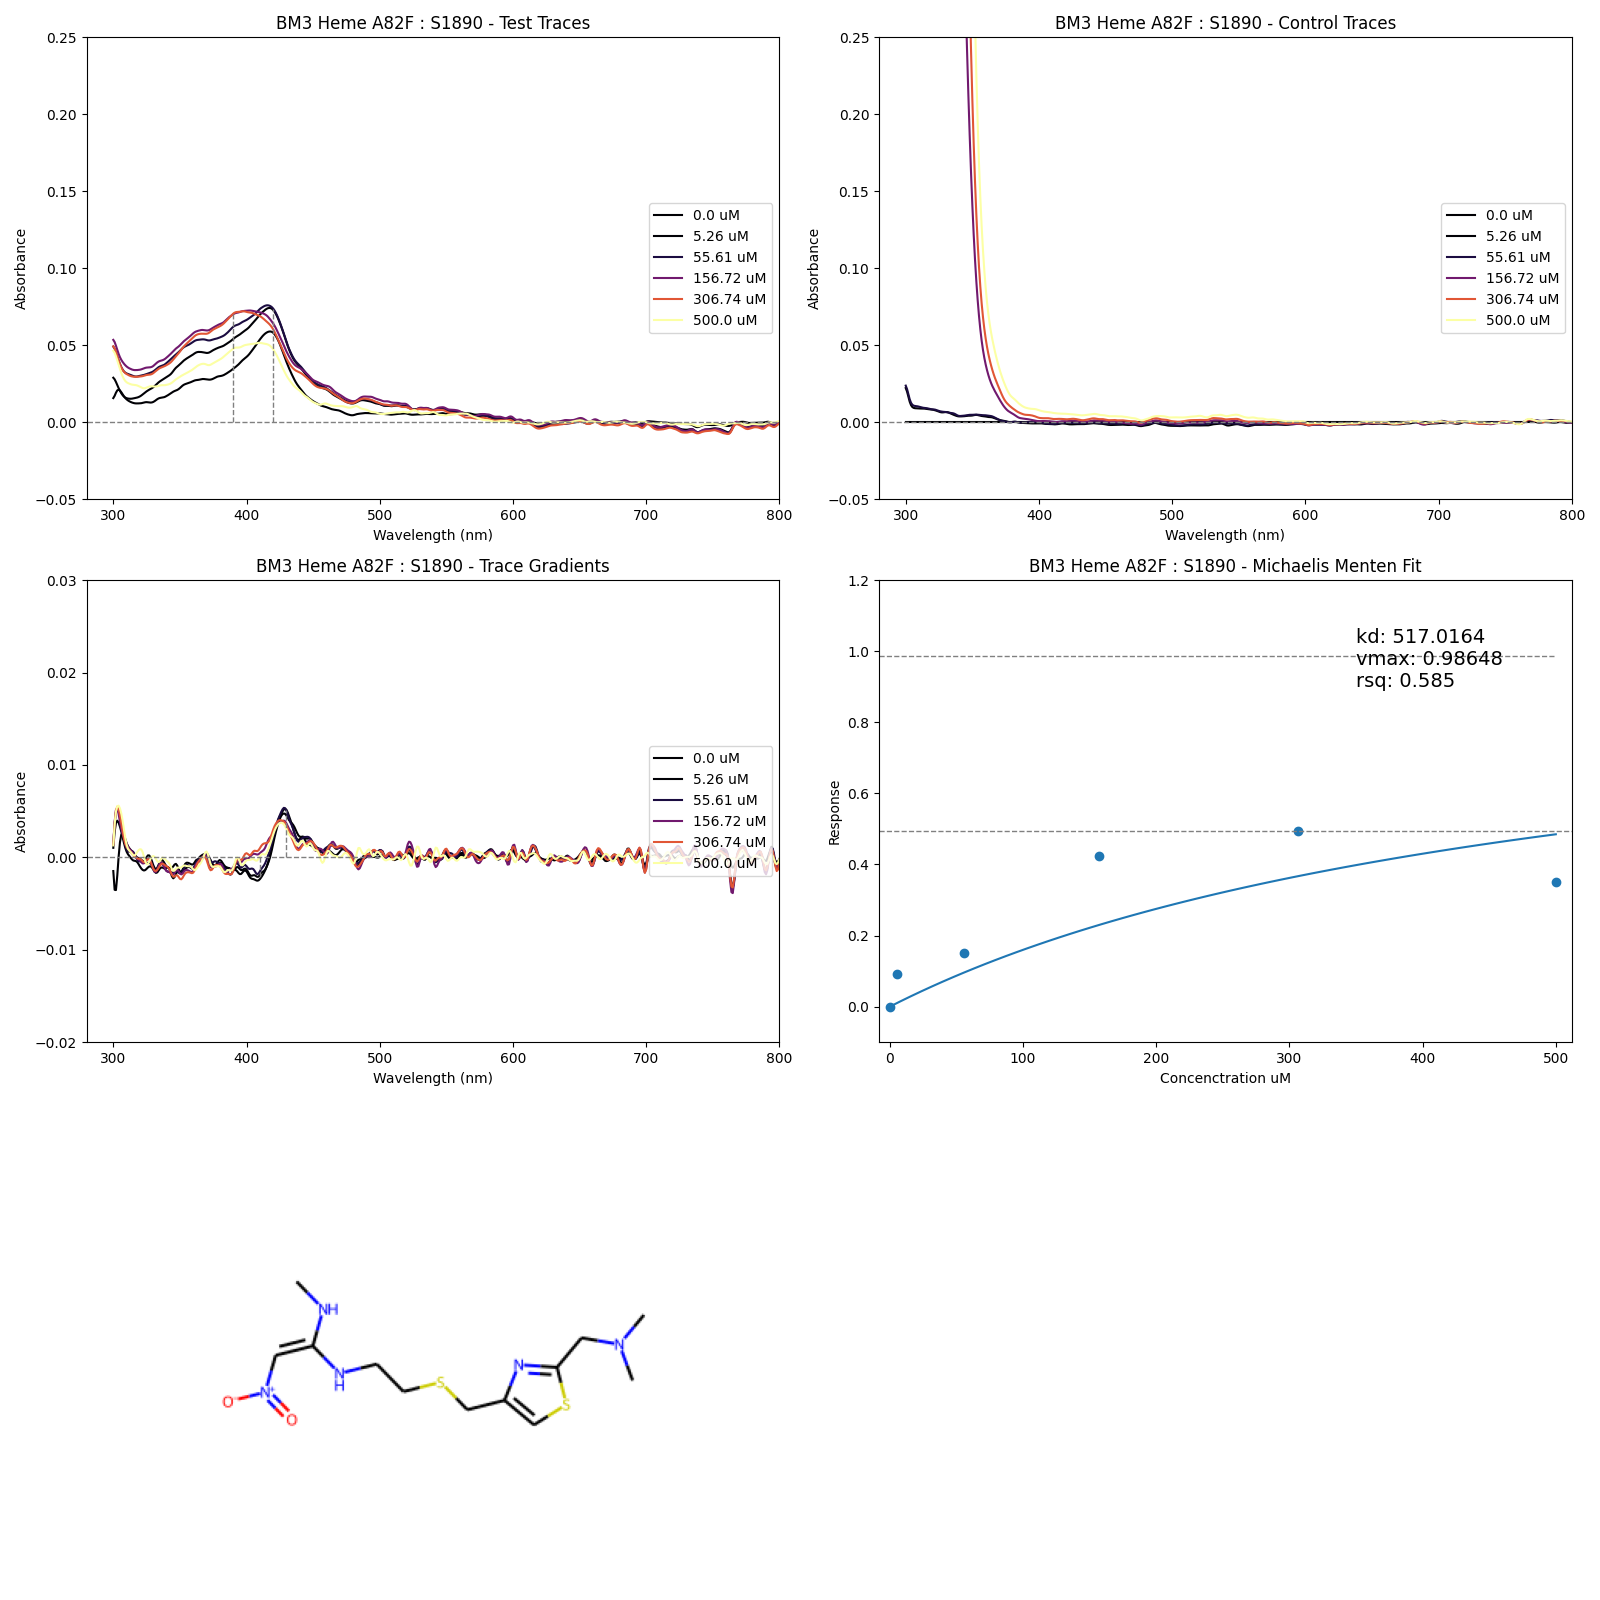 BM3 Heme A82F : S1890 - Test Traces
Absorbance
0.25
0.20
0.15
0.10
0.05
0.00
−0.05
300 400 500 600 700 800
Wavelength (nm)
0.0 uM
5.26 uM
55.61 uM
156.72 uM
306.74 uM
500.0 uM
BM3 Heme A82F : S1890 - Control Traces
Absorbance
0.25
0.20
0.15
0.10
0.05
0.00
−0.05
300 400 500 600 700 800
Wavelength (nm)
0.0 uM
5.26 uM
55.61 uM
156.72 uM
306.74 uM
500.0 uM
BM3 Heme A82F : S1890 - Trace Gradients
Absorbance
0.03
0.02
0.01
0.00
−0.01
−0.02
300 400 500 600 700 800
Wavelength (nm)
0.0 uM
5.26 uM
55.61 uM
156.72 uM
306.74 uM
500.0 uM
BM3 Heme A82F : S1890 - Michaelis Menten Fit
Response
1.2
1.0
0.8
0.6
0.4
0.2
0.0
0 100 200 300 400 500
Concenctration uM
kd: 517.0164
vmax: 0.98648
rsq: 0.585
NH
N
H
N+
O-
O
S
N
S
N